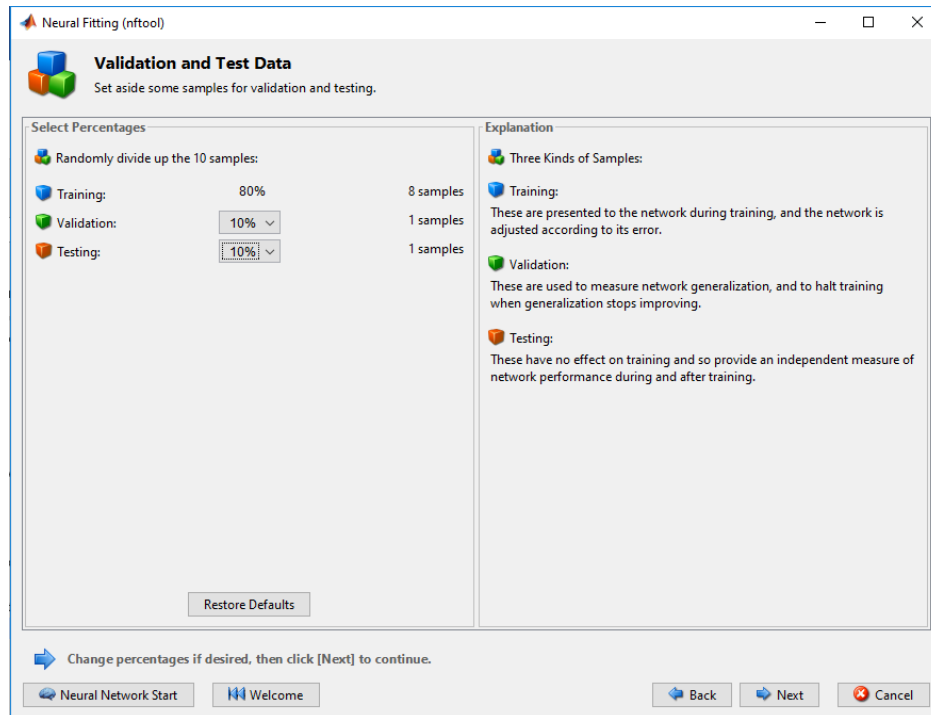 Neural Fitting (nftool)
Validation and Test Data
Set aside some samples for validation and testing.
Select Percentages
Randomly divide up the 10 samples:
Training: 80% 8 samples
Validation: 10% 1 samples
Testing: 10% 1 samples
Restore Defaults
Explanation
Three Kinds of Samples:
Training:
These are presented to the network during training, and the network is
adjusted according to its error.
Validation:
These are used to measure network generalization, and to halt training
when generalization stops improving.
Testing:
These have no effect on training and so provide an independent measure of
network performance during and after training.
Change percentages if desired, then click [Next] to continue.
Neural Network Start Welcome Back Next Cancel